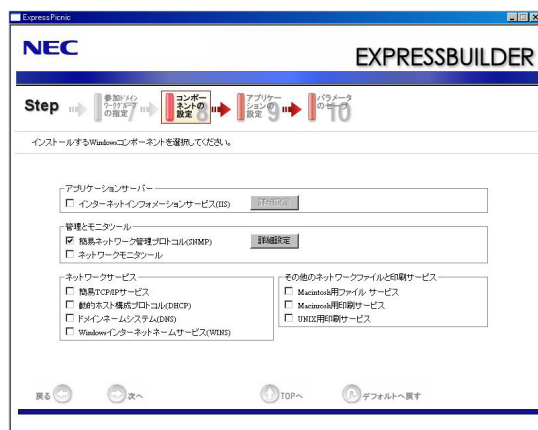 ExpressPicnic
NEC
EXPRESSBUILDER
Step
参加ドメイン
ワークグループ
の指定
7
コンポー
ネントの
設定
8
アプリケー
ションの
設定
9
パラメータ
のセーブ
10
インストールするWindowsコンポーネントを選択してください。
アプリケーションサーバー
インターネットインフォメーションサービス(IIS)
詳細設定
管理とモニタツール
簡易ネットワーク管理プロトコル(SNMP)
詳細設定
ネットワークモニタツール
ネットワークサービス
簡易TCP/IPサービス
動的ホスト構成プロトコル(DHCP)
ドメインネームシステム(DNS)
Windowsインターネットネームサービス(WINS)
その他のネットワークファイルと印刷サービス
Macintosh用ファイル サービス
Macinrosh用印刷サービス
UNIX用印刷サービス
戻る
次へ
TOPへ
デフォルトへ戻す